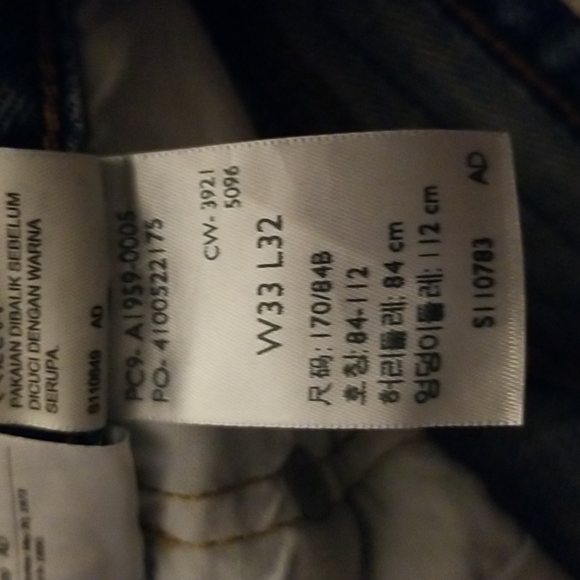 PAKAIAN DIBALIK SEBELUM
DICUCI DENGAN WARNA
SERUPA.
S110649 AD
PC9- A1959-0005
PO- 4100522175
CW- 3921
5096
W33 L32
尺码: 170/84B
호칭: 84-112
허리둘레: 84 cm
엉덩이둘레: 112 cm
S110783 AD